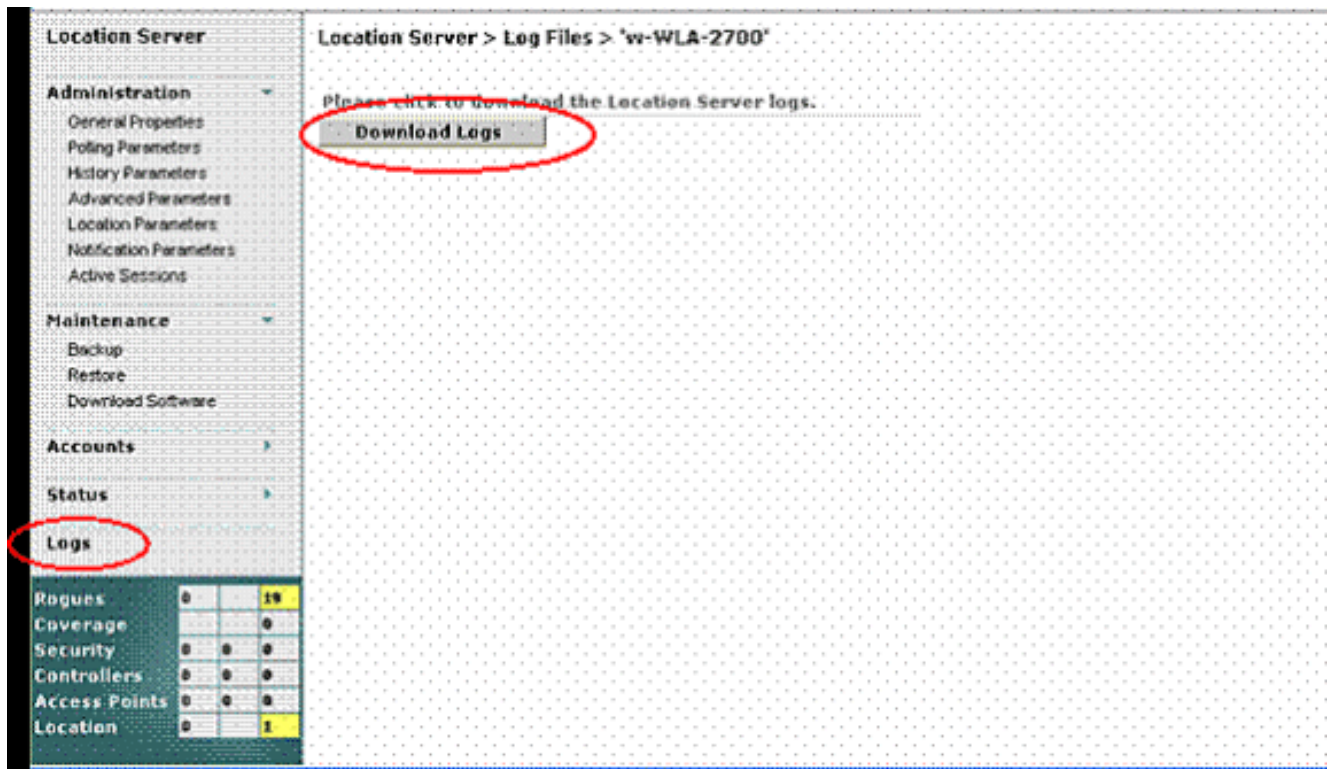 Location Server
Administration
General Properties
Polling Parameters
History Parameters
Advanced Parameters
Location Parameters
Notification Parameters
Active Sessions
Maintenance
Backup
Restore
Download Software
Accounts
Status
Logs
Rogues 0 19
Coverage 0
Security 0 0 0
Controllers 0 0 0
Access Points 0 0 0
Location 0 1
Location Server > Log Files > 'w-WLA-2700'
Please click to download the Location Server logs.
Download Logs